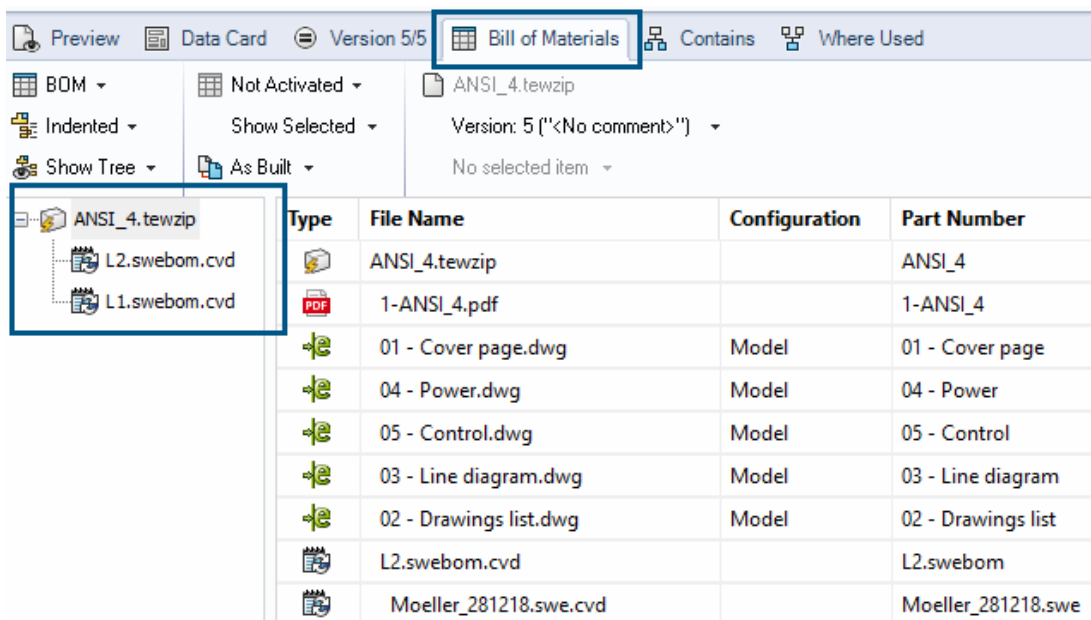 Preview Data Card Version 5/5 Bill of Materials Contains Where Used
BOM Not Activated ANSI_4.tewzip
Indented Show Selected Version: 5 ("<No comment>")
Show Tree As Built No selected item
ANSI_4.tewzip
L2.swebom.cvd
L1.swebom.cvd
Type File Name Configuration Part Number
ANSI_4.tewzip ANSI_4
PDF 1-ANSI_4.pdf 1-ANSI_4
01 - Cover page.dwg Model 01 - Cover page
04 - Power.dwg Model 04 - Power
05 - Control.dwg Model 05 - Control
03 - Line diagram.dwg Model 03 - Line diagram
02 - Drawings list.dwg Model 02 - Drawings list
L2.swebom.cvd L2.swebom
Moeller_281218.swe.cvd Moeller_281218.swe